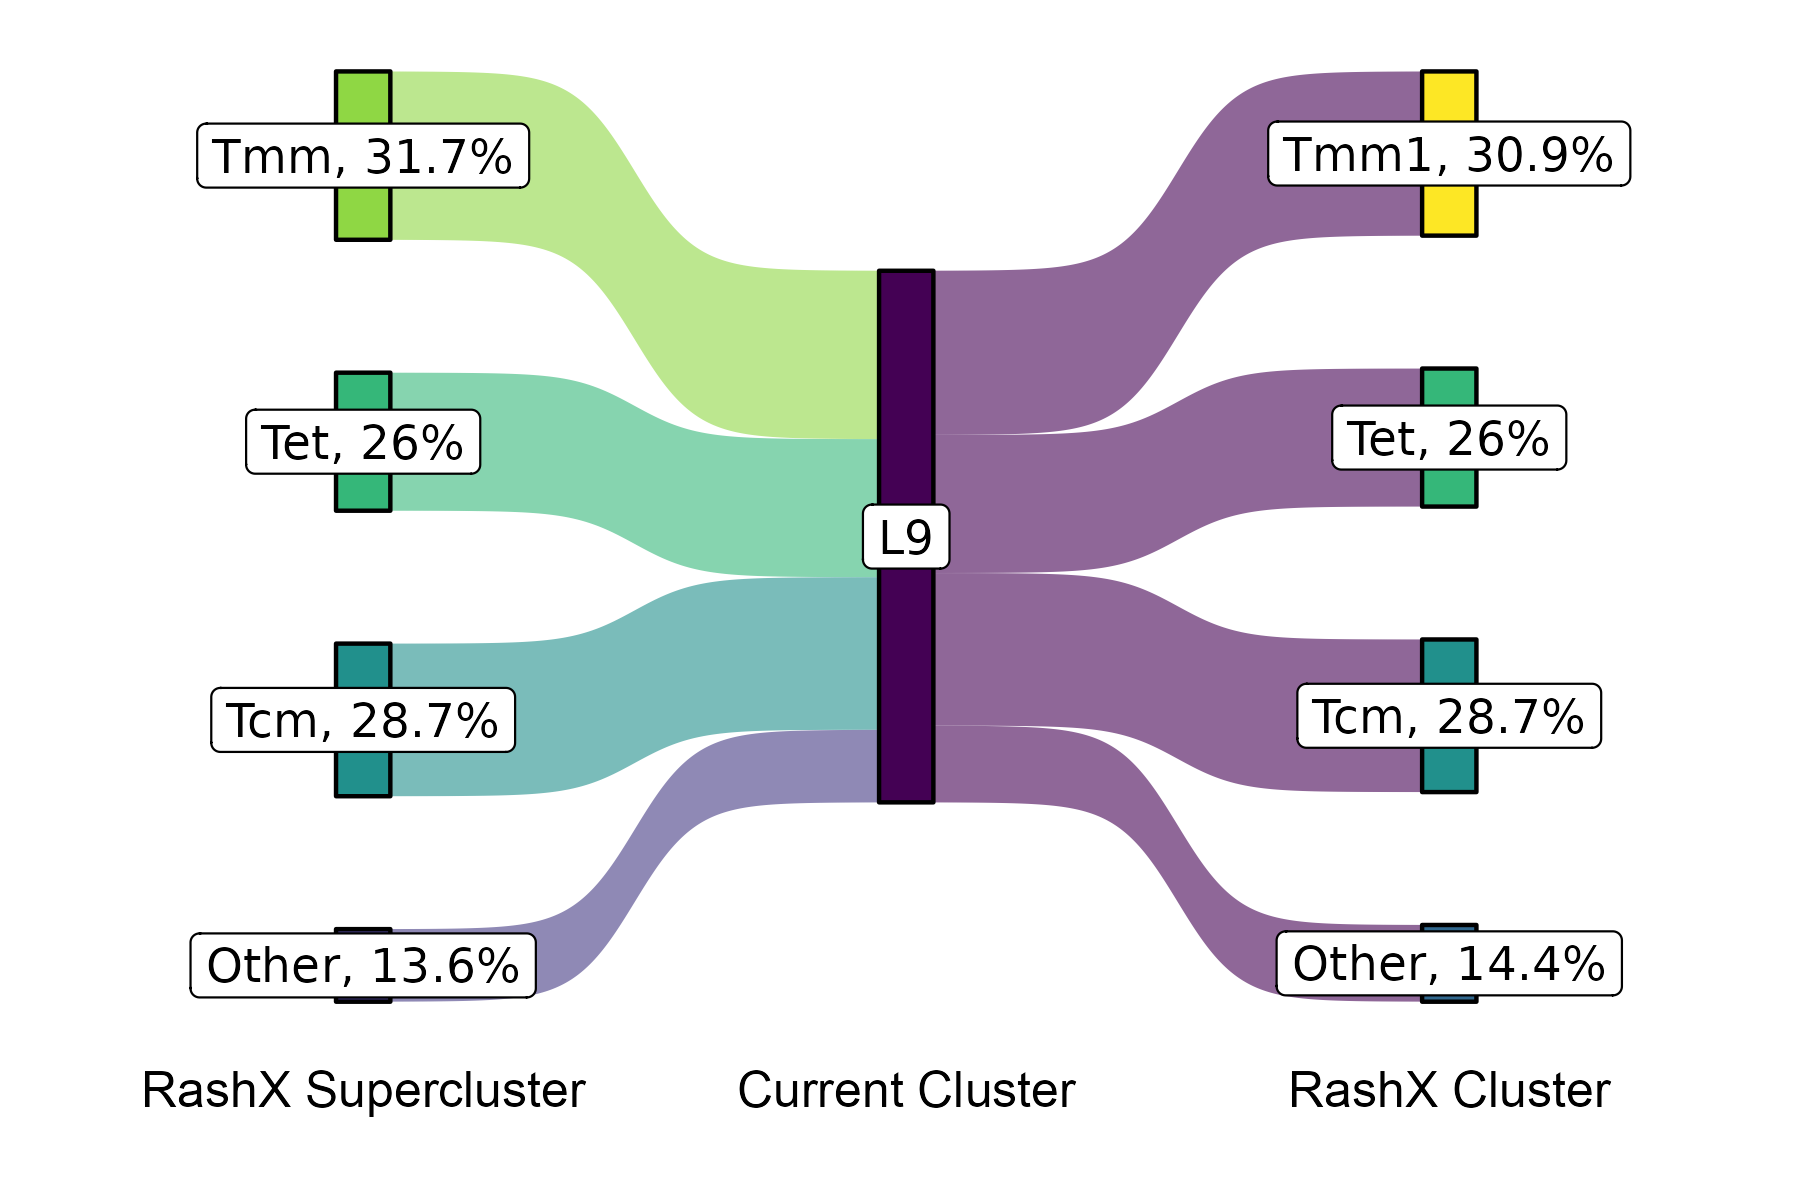 Tmm, 31.7%
Tmm1, 30.9%
Tet, 26%
Tet, 26%
L9
Tcm, 28.7%
Tcm, 28.7%
Other, 13.6%
Other, 14.4%
RashX Supercluster
Current Cluster
RashX Cluster